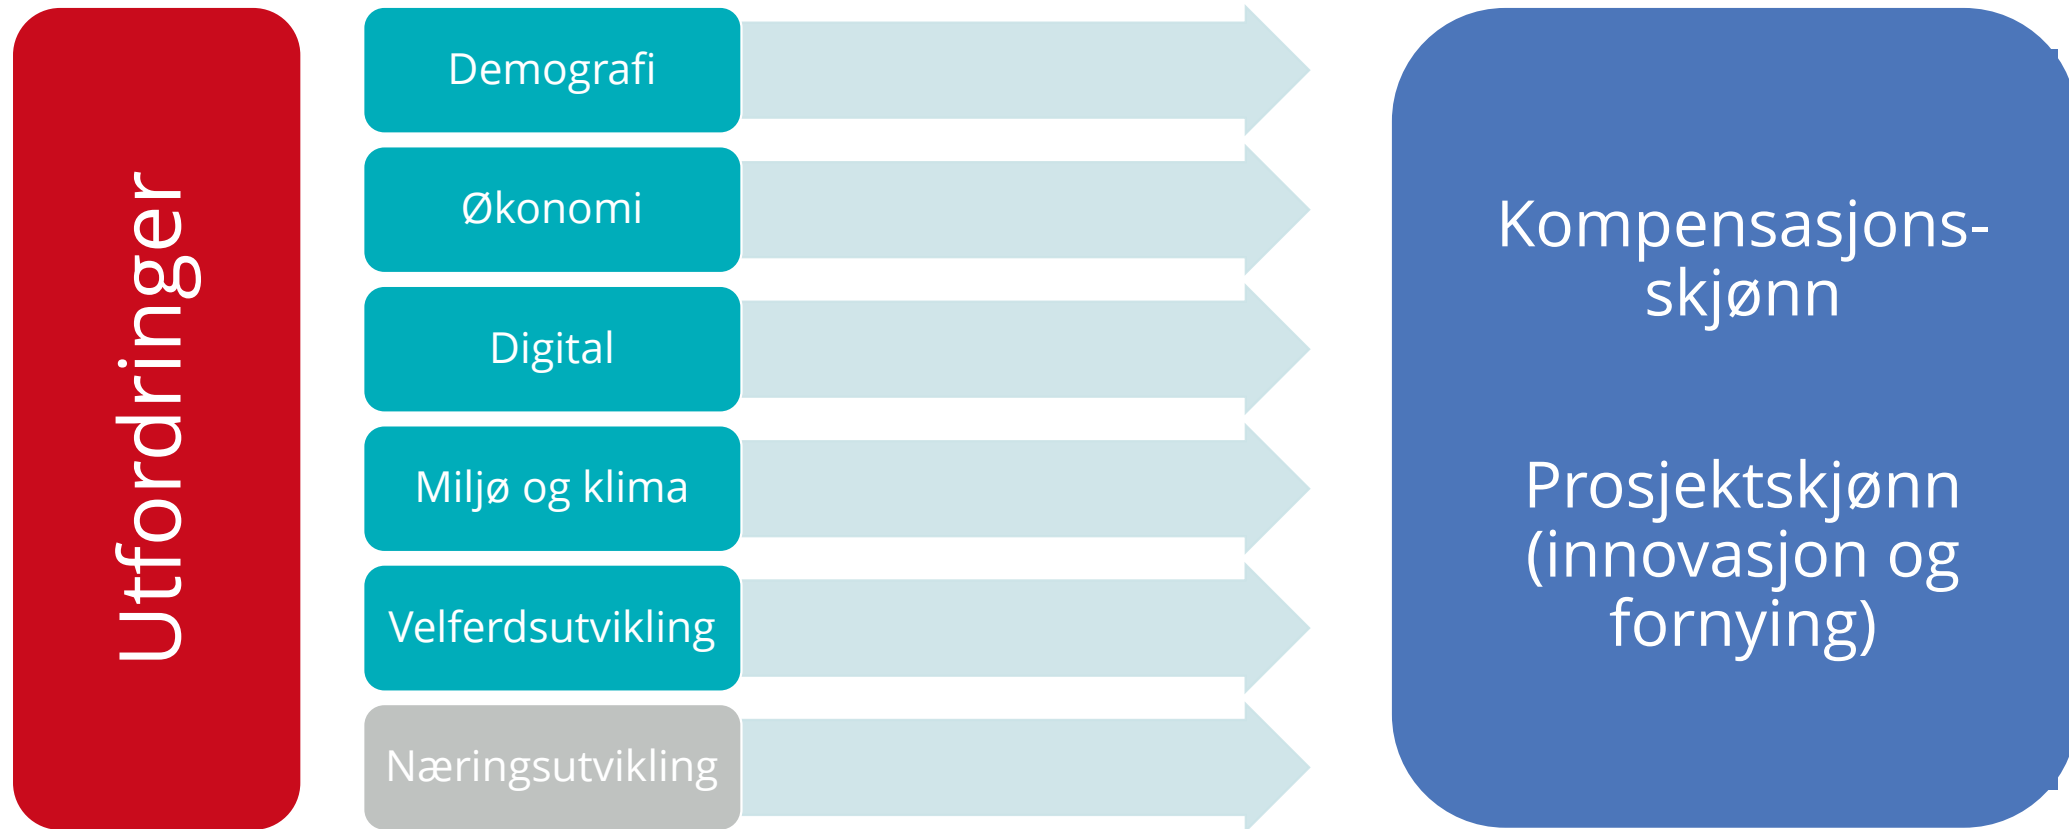 Utfordringer
Demografi
Økonomi
Digital
Miljø og klima
Velferdsutvikling
Næringsutvikling
Kompensasjons-
skjønn
Prosjektskjønn
(innovasjon og
fornying)